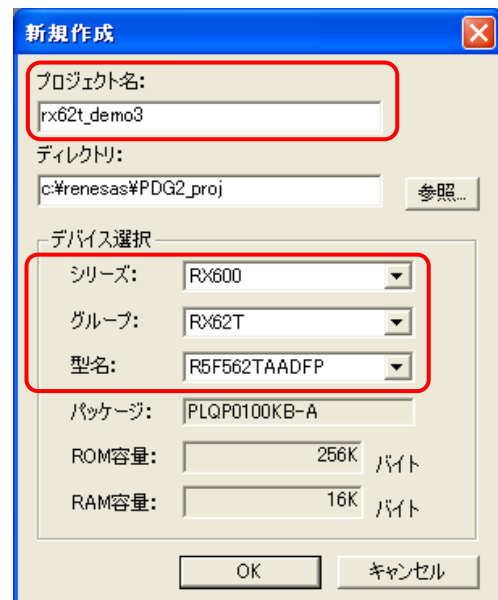 新規作成
プロジェクト名:
rx62t_demo3
ディレクトリ:
c:¥renesas¥PDG2_proj
参照...
デバイス選択
シリーズ: RX600
グループ: RX62T
型名: R5F562TAADFP
パッケージ: PLQP0100KB-A
ROM容量: 256K バイト
RAM容量: 16K バイト
OK キャンセル